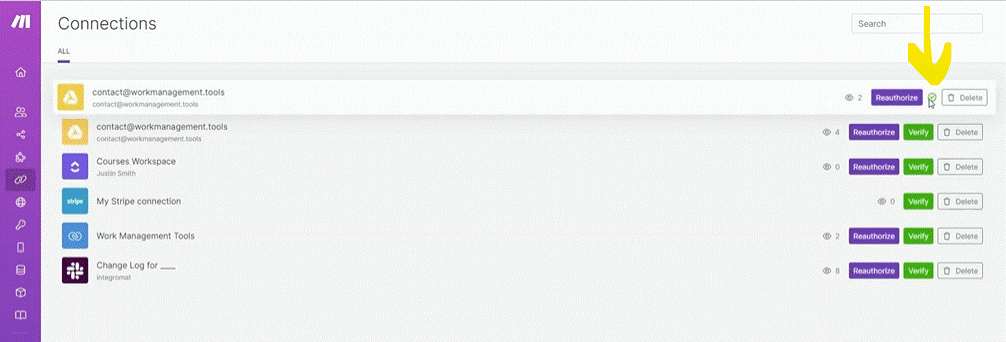 Connections
Search
ALL
contact@workmanagement.tools
contact@workmanagement.tools
2 Reauthorize Delete
contact@workmanagement.tools
contact@workmanagement.tools
4 Reauthorize Verify Delete
Courses Workspace
Justin Smith
0 Reauthorize Verify Delete
stripe My Stripe connection 0 Verify Delete
Work Management Tools 2 Reauthorize Verify Delete
Change Log for ____
integromat
8 Reauthorize Verify Delete